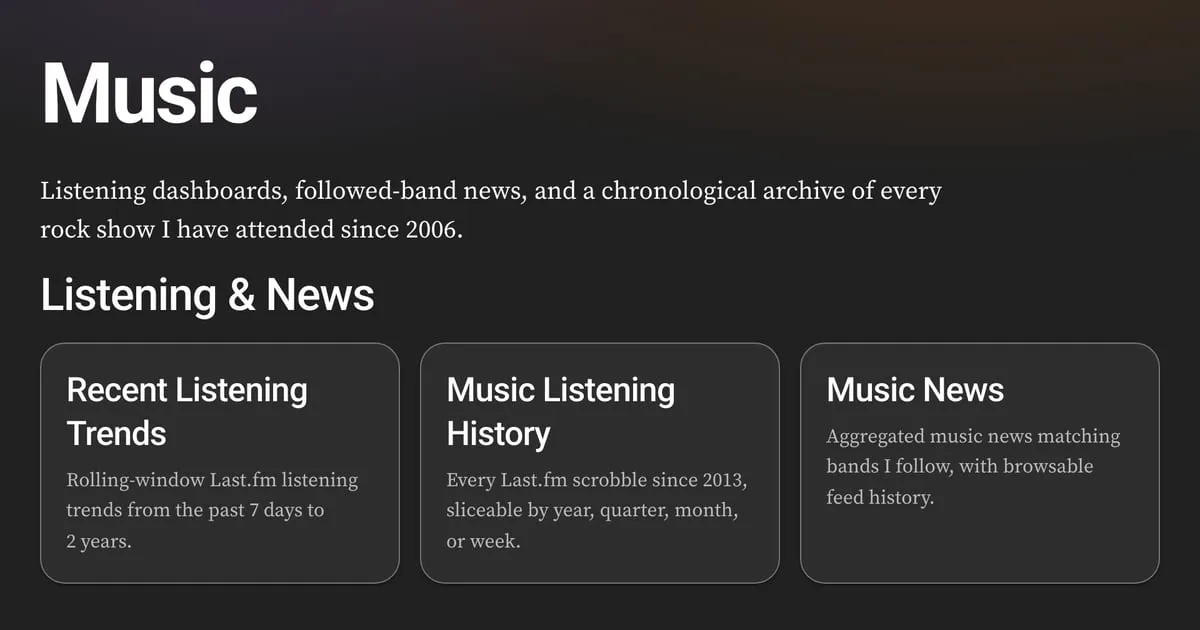 Music
Listening dashboards, followed-band news, and a chronological archive of every
rock show I have attended since 2006.
Listening & News
Recent Listening
Trends
Rolling-window Last.fm listening
trends from the past 7 days to
2 years.
Music Listening
History
Every Last.fm scrobble since 2013,
sliceable by year, quarter, month,
or week.
Music News
Aggregated music news matching
bands I follow, with browsable
feed history.